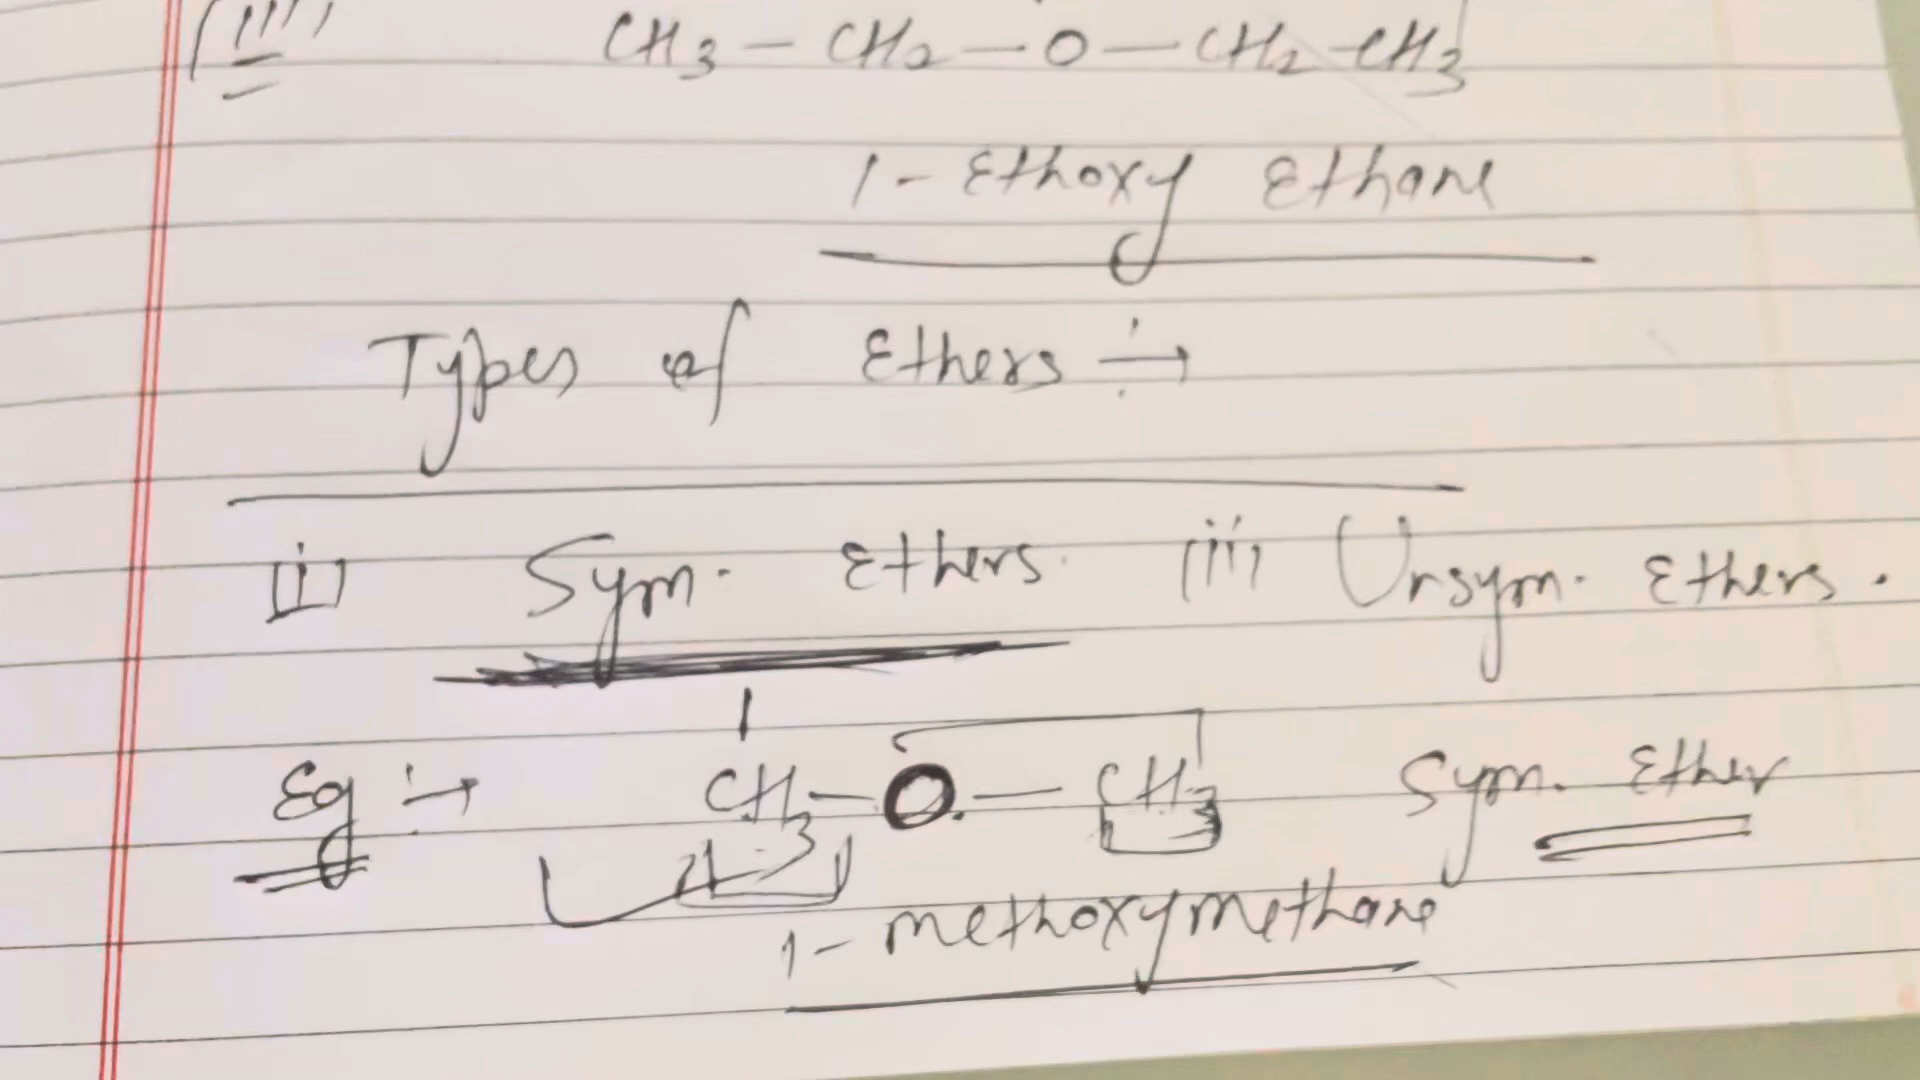 (iii) CH3 – CH2 – O – CH2 – CH3
1 - Ethoxy Ethane
Types of Ethers :→
(i) Sym. Ethers (ii) Unsym. Ethers.
1
Eg :→ CH3 – O – CH3 Sym. Ether
1 - methoxymethane